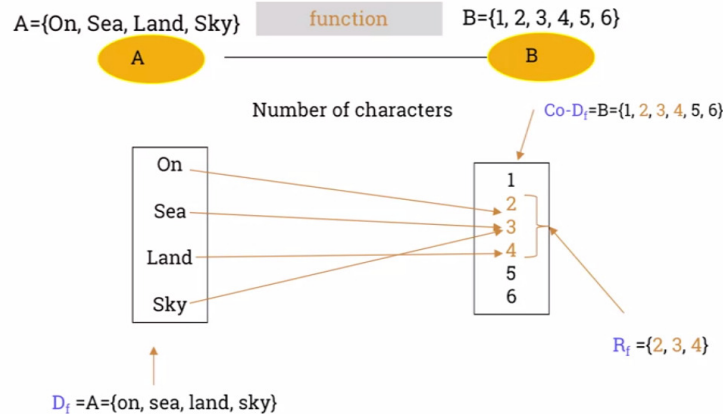 A={On, Sea, Land, Sky}
function
B={1, 2, 3, 4, 5, 6}
A
B
Number of characters
Co-Df=B={1, 2, 3, 4, 5, 6}
On
Sea
Land
Sky
1
2
3
4
5
6
Rf ={2, 3, 4}
Df =A={on, sea, land, sky}